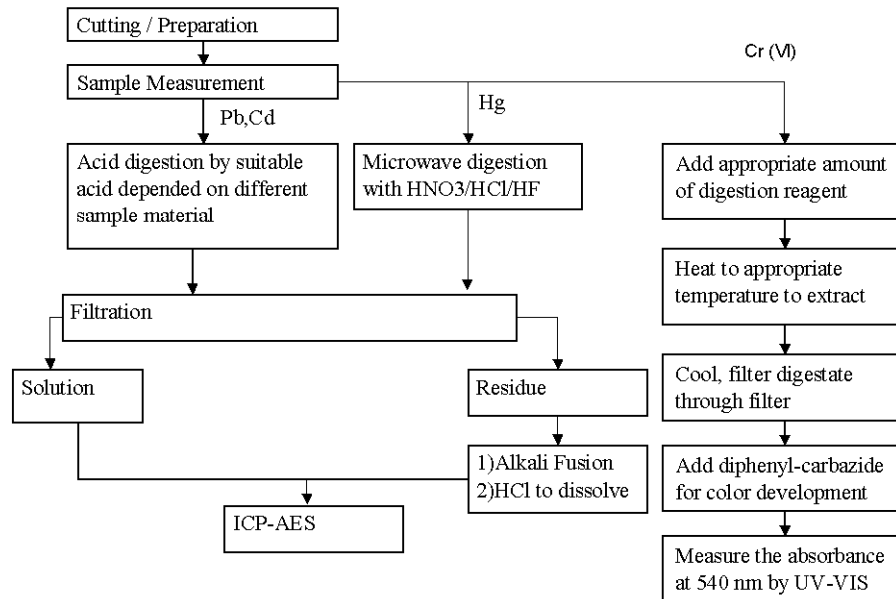 Cutting / Preparation
Cr (VI)
Sample Measurement
Pb,Cd
Hg
Acid digestion by suitable
acid depended on different
sample material
Microwave digestion
with HNO3/HCl/HF
Add appropriate amount
of digestion reagent
Heat to appropriate
temperature to extract
Filtration
Cool, filter digestate
through filter
Solution
Residue
1)Alkali Fusion
2)HCl to dissolve
Add diphenyl-carbazide
for color development
ICP-AES
Measure the absorbance
at 540 nm by UV-VIS